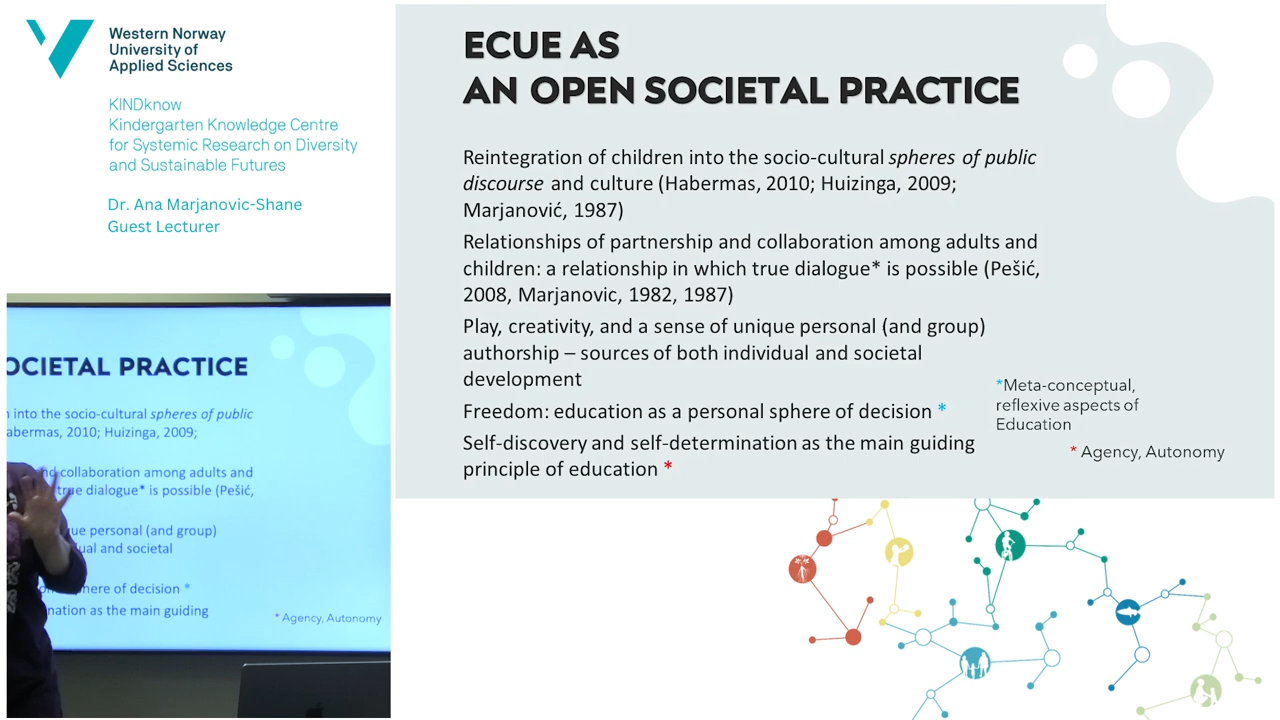 Western Norway
University of
Applied Sciences
KINDknow
Kindergarten Knowledge Centre
for Systemic Research on Diversity
and Sustainable Futures
Dr. Ana Marjanovic-Shane
Guest Lecturer
ECUE AS
AN OPEN SOCIETAL PRACTICE
Reintegration of children into the socio-cultural spheres of public
discourse and culture (Habermas, 2010; Huizinga, 2009;
Marjanović, 1987)
Relationships of partnership and collaboration among adults and
children: a relationship in which true dialogue* is possible (Pešić,
2008, Marjanovic, 1982, 1987)
Play, creativity, and a sense of unique personal (and group)
authorship – sources of both individual and societal
development
Freedom: education as a personal sphere of decision *
Self-discovery and self-determination as the main guiding
principle of education *
*Meta-conceptual,
reflexive aspects of
Education
* Agency, Autonomy
OCIETAL PRACTICE
into the socio-cultural spheres of public
abermas, 2010; Huizinga, 2009;
nd collaboration among adults and
true dialogue* is possible (Pešić,
ue personal (and group)
ual and societal
here of decision *
nation as the main guiding
* Agency, Autonomy